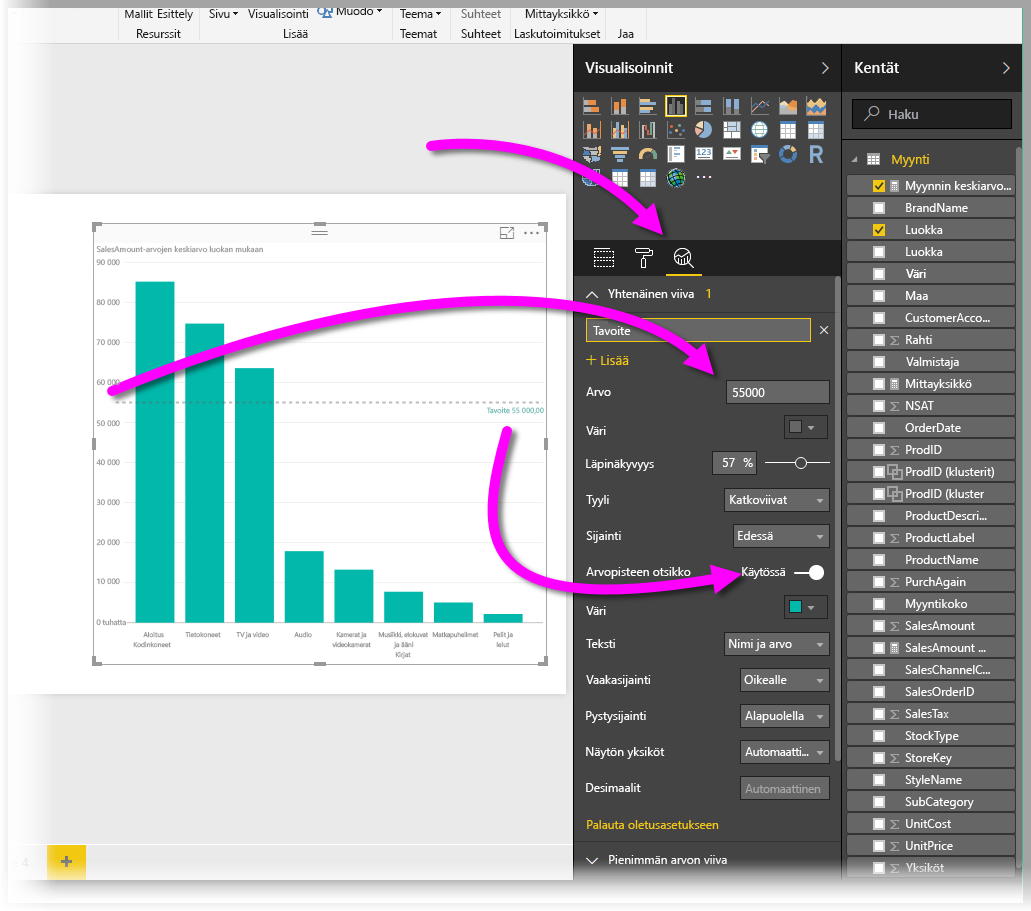 Mallit Esittely
Sivu
Visualisointi
Muodo
Teema
Suhteet
Mittayksikkö
Resurssit
Lisää
Teemat
Suhteet
Laskutoimitukset
Jaa
Visualisoinnit
Kentät
Haku
Myynti
Myynnin keskiarvo...
BrandName
Luokka
Luokka
Väri
Maa
CustomerAcco...
Rahti
Valmistaja
Mittayksikkö
NSAT
OrderDate
ProdID
ProdID (klusterit)
ProdID (kluster
ProductDescri...
ProductLabel
ProductName
PurchAgain
Myyntikoko
SalesAmount
SalesAmount ...
SalesChannelC...
SalesOrderID
SalesTax
StockType
StoreKey
StyleName
SubCategory
UnitCost
UnitPrice
Yksiköt
Yhtenäinen viiva 1
Tavoite
+ Lisää
Arvo 55000
Väri
Läpinäkyvyys 57 %
Tyyli Katkoviivat
Sijainti Edessä
Arvopisteen otsikko Käytössä
Väri
Teksti Nimi ja arvo
Vaakasijainti Oikealle
Pystysijainti Alapuolella
Näytön yksiköt Automaatti...
Desimaalit Automaattinen
Palauta oletusasetukseen
Pienimmän arvon viiva
SalesAmount-arvojen keskiarvo luokan mukaan
90 000
80 000
70 000
60 000
50 000
40 000
30 000
20 000
10 000
0 tuhatta
Tavoite 55 000,00
Aloitus
Kodinkoneet
Tietokoneet
TV ja video
Audio
Kamerat ja
videokamerat
Musiikki, elokuvat
ja ääni
Kirjat
Matkapuhelimet
Pelit ja
lelut
4
+
123
R